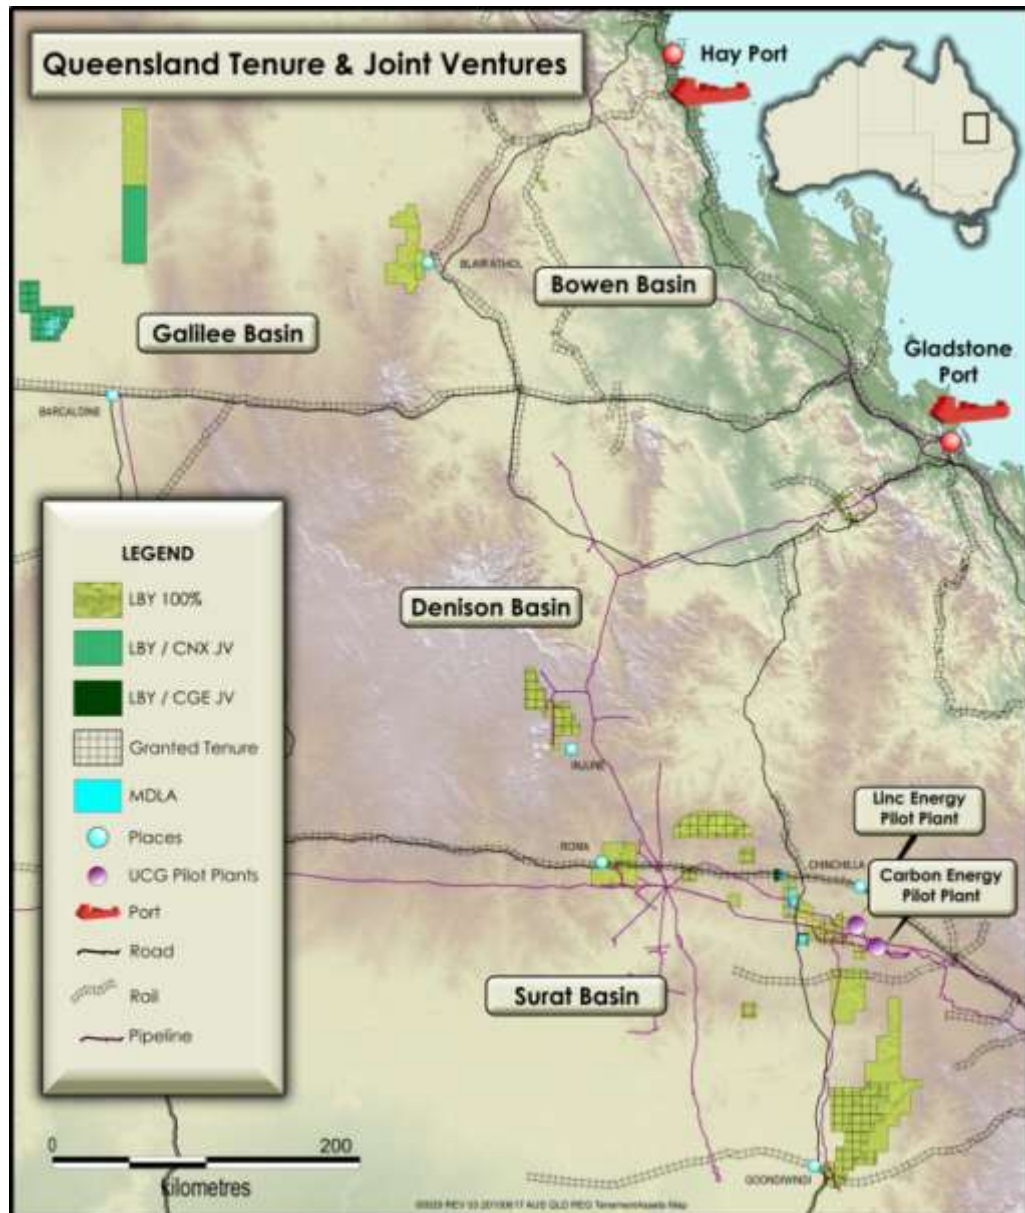 Queensland Tenure & Joint Ventures
Hay Port
BLAIR ATHOL
Bowen Basin
Galilee Basin
Gladstone
Port
BARCALDINE
LEGEND
LBY 100%
LBY / CNX JV
LBY / CGE JV
Granted Tenure
MDLA
Places
UCG Pilot Plants
Port
Road
Rail
Pipeline
Denison Basin
INJUNE
Linc Energy
Pilot Plant
ROMA
CHINCHILLA
Carbon Energy
Pilot Plant
Surat Basin
GOONDIWINDI
0 200
kilometres